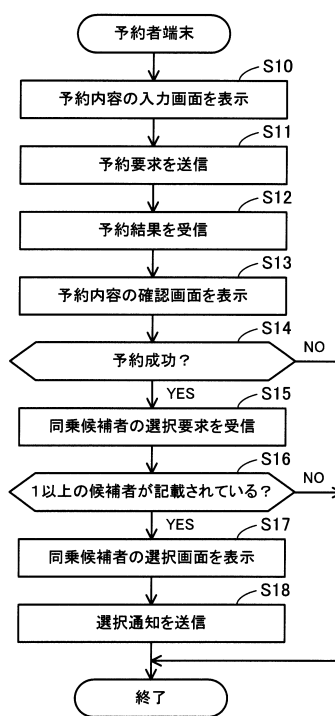 予約者端末
S10
予約内容の入力画面を表示
S11
予約要求を送信
S12
予約結果を受信
S13
予約内容の確認画面を表示
S14
予約成功？
NO
YES
S15
同乗候補者の選択要求を受信
S16
1以上の候補者が記載されている？
NO
YES
S17
同乗候補者の選択画面を表示
S18
選択通知を送信
終了